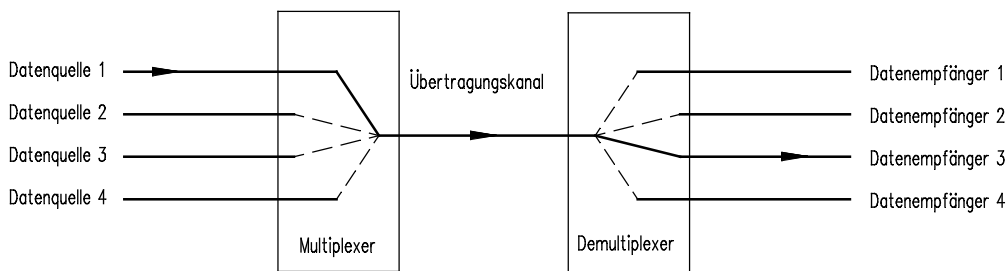 Datenquelle 1
Datenquelle 2
Datenquelle 3
Datenquelle 4
Multiplexer
Übertragungskanal
Demultiplexer
Datenempfänger 1
Datenempfänger 2
Datenempfänger 3
Datenempfänger 4